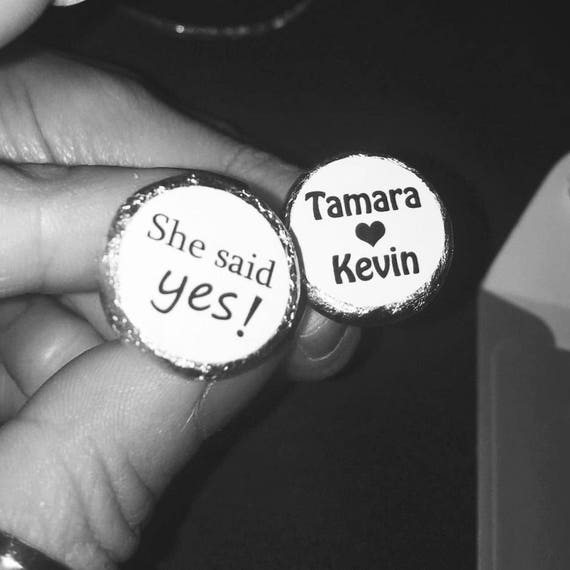 She said
yes!
Tamara
♥
Kevin